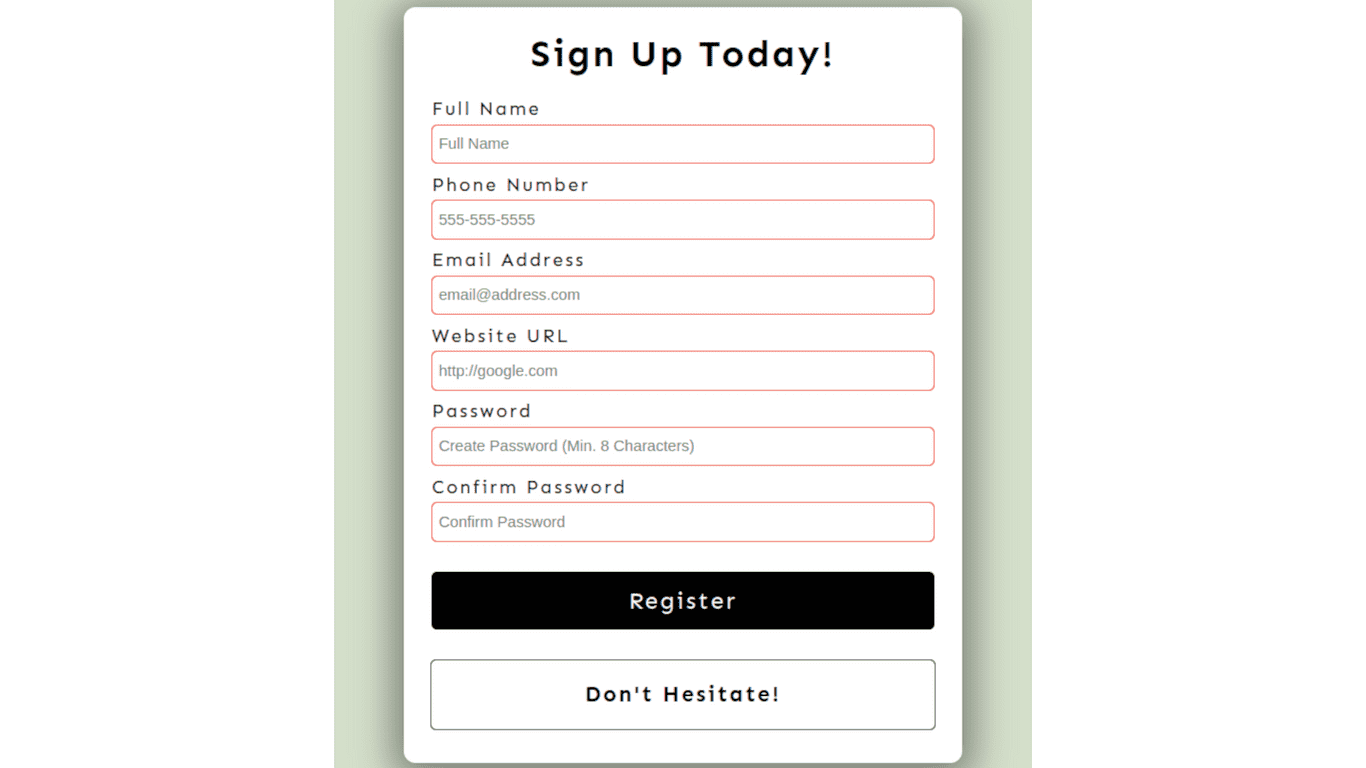 Sign Up Today!
Full Name
Full Name
Phone Number
555-555-5555
Email Address
email@address.com
Website URL
http://google.com
Password
Create Password (Min. 8 Characters)
Confirm Password
Confirm Password
Register
Don't Hesitate!